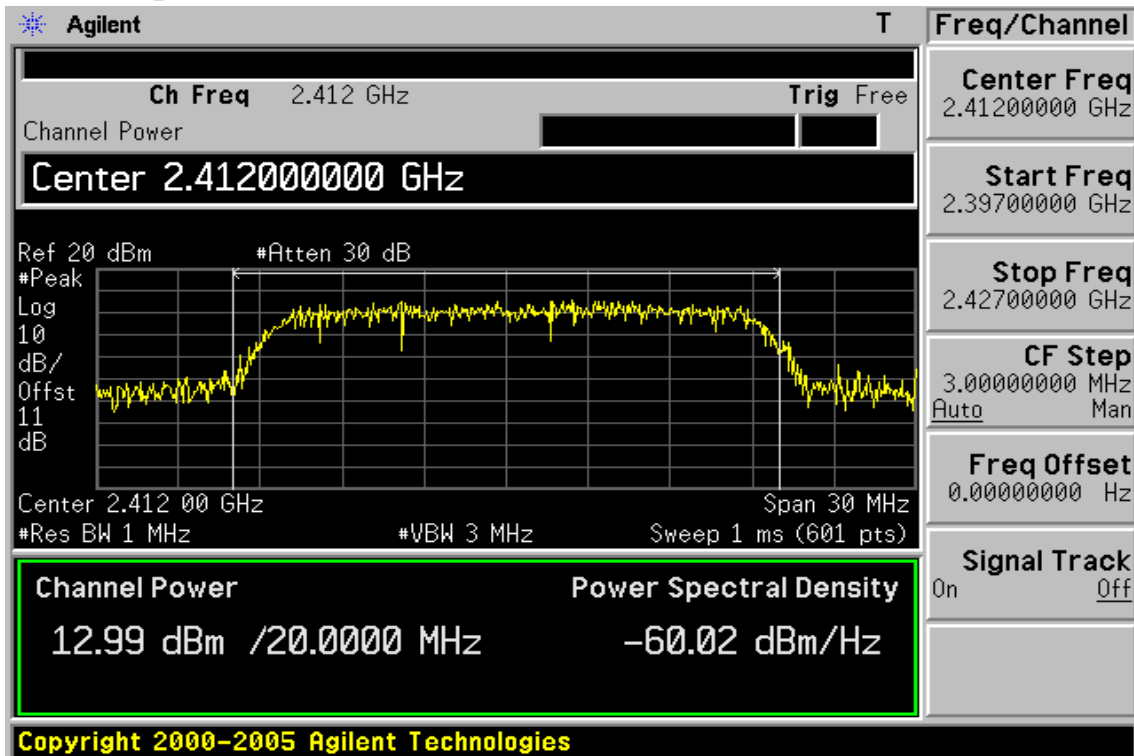 Agilent T Freq/Channel
Ch Freq 2.412 GHz Trig Free
Channel Power
Center 2.412000000 GHz
Ref 20 dBm #Atten 30 dB
#Peak
Log
10
dB/
Offst
11
dB
Center 2.412 00 GHz Span 30 MHz
#Res BW 1 MHz #VBW 3 MHz Sweep 1 ms (601 pts)
Channel Power Power Spectral Density
12.99 dBm /20.0000 MHz -60.02 dBm/Hz
Copyright 2000-2005 Agilent Technologies
Center Freq
2.41200000 GHz
Start Freq
2.39700000 GHz
Stop Freq
2.42700000 GHz
CF Step
3.00000000 MHz
Auto Man
Freq Offset
0.00000000 Hz
Signal Track
On Off